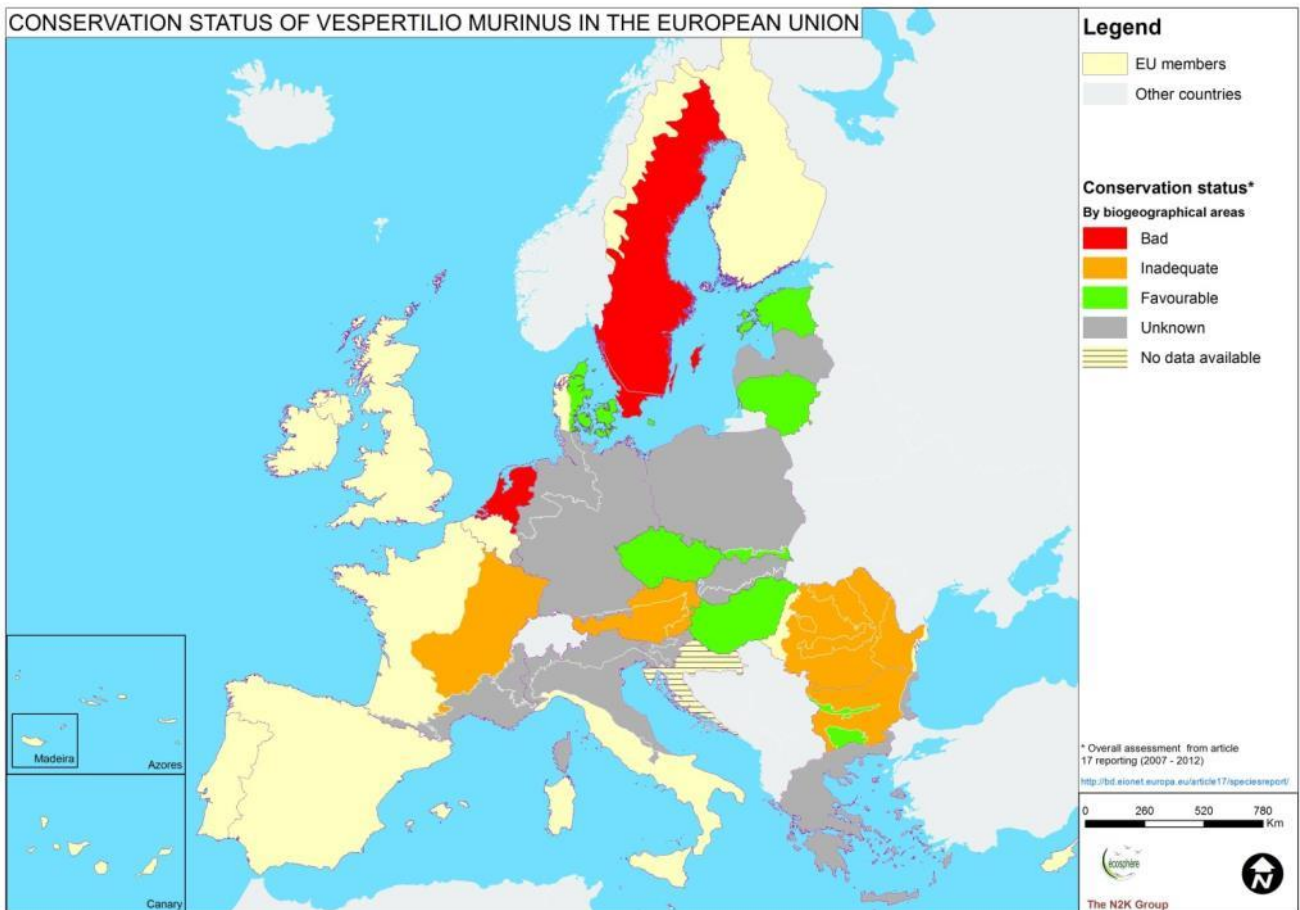 CONSERVATION STATUS OF VESPERTILIO MURINUS IN THE EUROPEAN UNION
Legend
EU members
Other countries
Conservation status*
By biogeographical areas
Bad
Inadequate
Favourable
Unknown
No data available
Madeira
Azores
Canary
* Overall assessment from article
17 reporting (2007 - 2012)
http://bd.eionet.europa.eu/article17/speciesreport/
0 260 520 780
Km
écosphère
N
The N2K Group